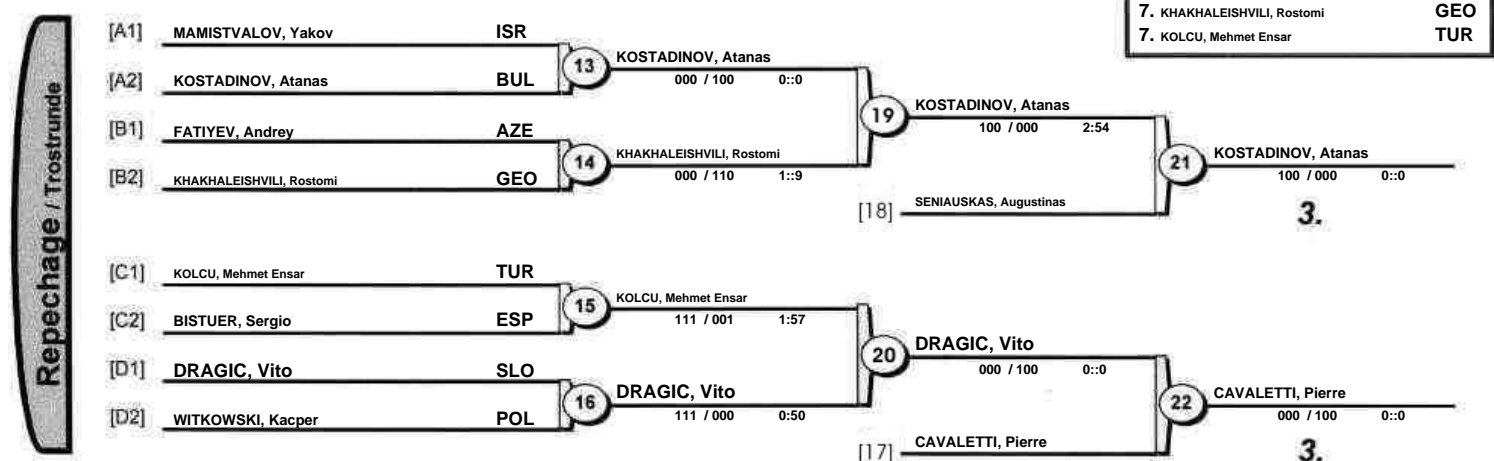 7. KHAKHALEISHVILI, Rostomi GEO
7. KOLCU, Mehmet Ensar TUR
Repechage / Trostrunde
[A1] MAMISTVALOV, Yakov ISR
[A2] KOSTADINOV, Atanas BUL
13 KOSTADINOV, Atanas
000 / 100 0::0
[B1] FATIYEV, Andrey AZE
[B2] KHAKHALEISHVILI, Rostomi GEO
14 KHAKHALEISHVILI, Rostomi
000 / 110 1::9
19 KOSTADINOV, Atanas
100 / 000 2:54
[18] SENIAUSKAS, Augustinas
21 KOSTADINOV, Atanas
100 / 000 0::0
3.
[C1] KOLCU, Mehmet Ensar TUR
[C2] BISTUER, Sergio ESP
15 KOLCU, Mehmet Ensar
111 / 001 1:57
[D1] DRAGIC, Vito SLO
[D2] WITKOWSKI, Kacper POL
16 DRAGIC, Vito
111 / 000 0:50
20 DRAGIC, Vito
000 / 100 0::0
[17] CAVALETTI, Pierre
22 CAVALETTI, Pierre
000 / 100 0::0
3.